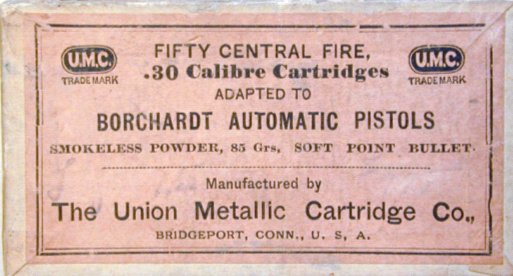 U.M.C.
TRADE MARK
FIFTY CENTRAL FIRE,
U.M.C.
TRADE MARK
.30 Calibre Cartridges
ADAPTED TO
BORCHARDT AUTOMATIC PISTOLS
SMOKELESS POWDER, 85 Grs, SOFT POINT BULLET.
Manufactured by
The Union Metallic Cartridge Co.,
BRIDGEPORT, CONN., U. S, A.